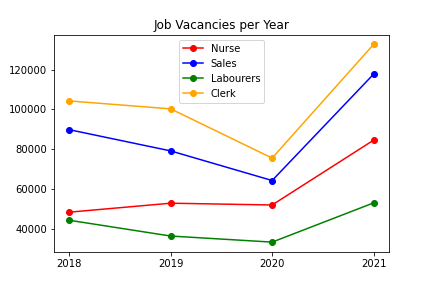 Job Vacancies per Year
Nurse
Sales
Labourers
Clerk
120000
100000
80000
60000
40000
2018 2019 2020 2021